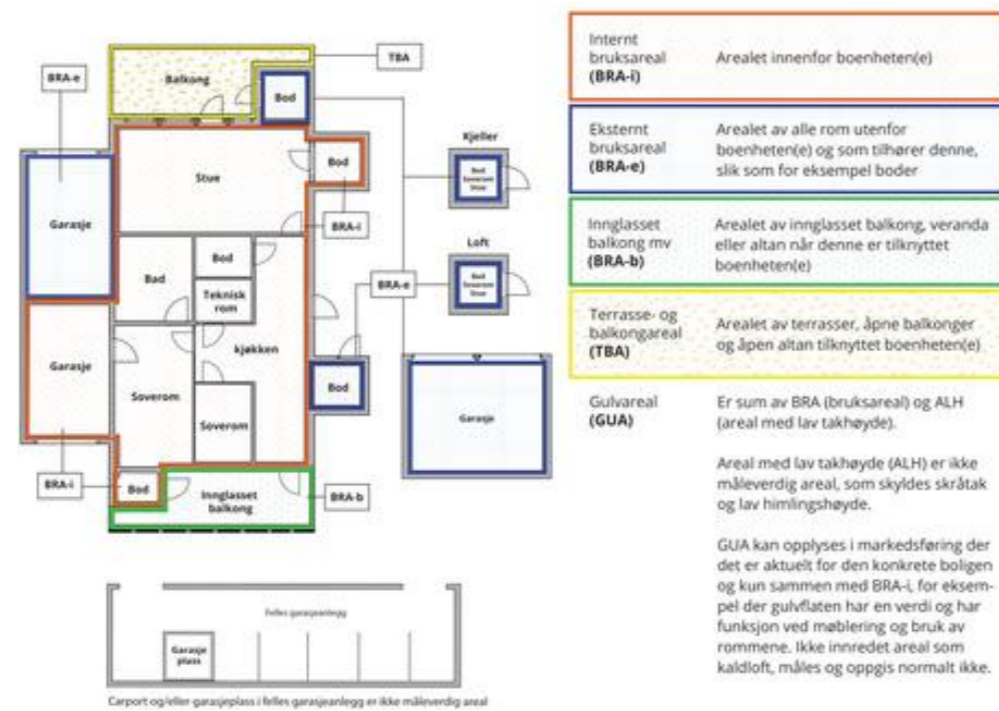 TBA
BRA-e
Balkong
Bod
Kjeller
Bod
Soverom
Stue
Stue
Bod
Garasje
BRA-i
Loft
Bod
Bad
BRA-e
Bod
Soverom
Stue
Teknisk
rom
kjøkken
Garasje
Soverom
Bod
Garasje
Soverom
BRA-i
Bod
Innglasset
balkong
BRA-b
Felles garasjeanlegg
Garasje
plass
Carport og/eller garasjeplass i felles garasjeanlegg er ikke måleverdig areal
Internt
bruksareal
(BRA-i)
Arealet innenfor boenheten(e)
Eksternt
bruksareal
(BRA-e)
Arealet av alle rom utenfor
boenheten(e) og som tilhører denne,
slik som for eksempel boder
Innglasset
balkong mv
(BRA-b)
Arealet av innglasset balkong, veranda
eller altan når denne er tilknyttet
boenheten(e)
Terrasse- og
balkongareal
(TBA)
Arealet av terrasser, åpne balkonger
og åpen altan tilknyttet boenheten(e)
Gulvareal
(GUA)
Er sum av BRA (bruksareal) og ALH
(areal med lav takhøyde).
Areal med lav takhøyde (ALH) er ikke
måleverdig areal, som skyldes skråtak
og lav himlingshøyde.
GUA kan opplyses i markedsføring der
det er aktuelt for den konkrete boligen
og kun sammen med BRA-i, for eksem-
pel der gulvflaten har en verdi og har
funksjon ved møblering og bruk av
rommene. Ikke innredet areal som
kaldloft, måles og oppgis normalt ikke.